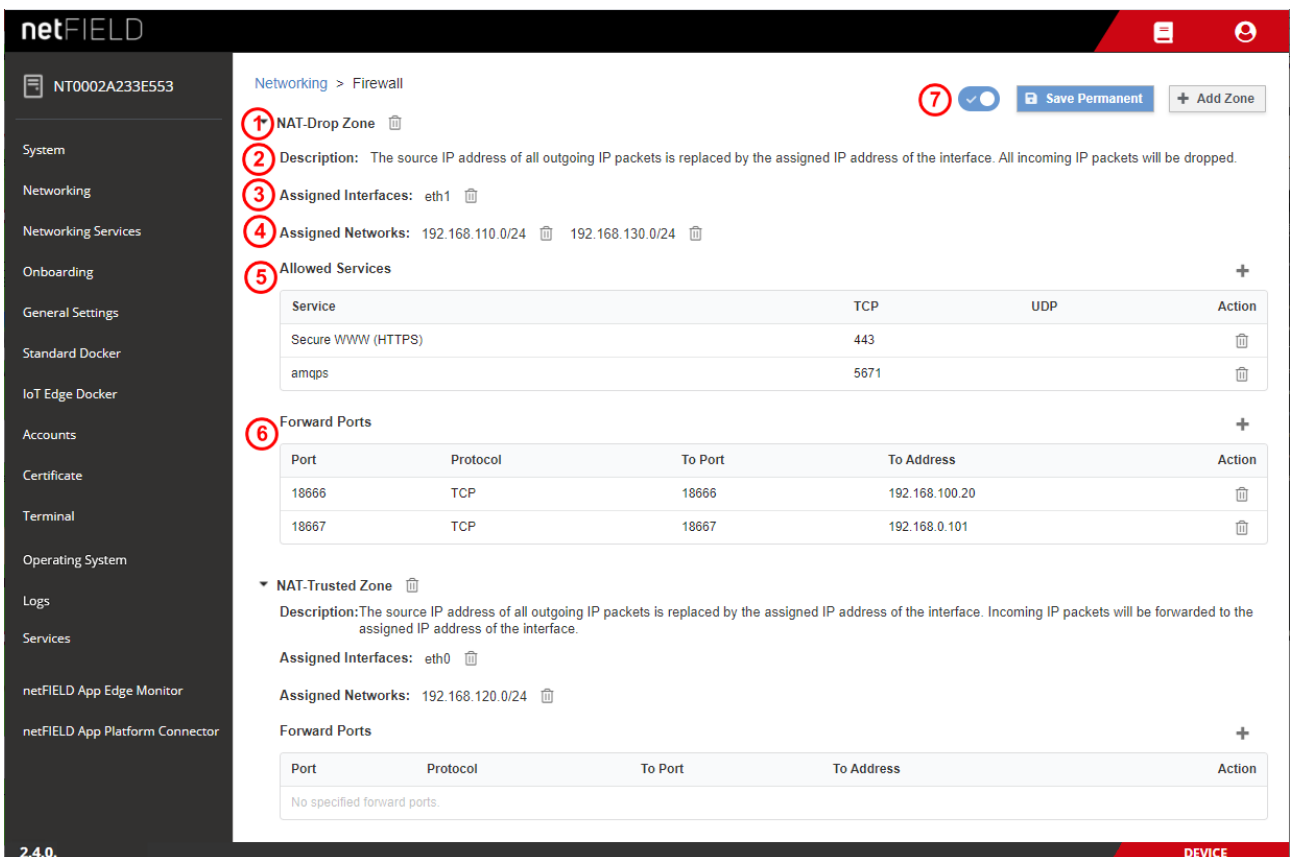 netFIELD
NT0002A233E553
System
Networking
Networking Services
Onboarding
General Settings
Standard Docker
IoT Edge Docker
Accounts
Certificate
Terminal
Operating System
Logs
Services
netFIELD App Edge Monitor
netFIELD App Platform Connector
2.4.0.
Networking > Firewall
7 Save Permanent + Add Zone
1 NAT-Drop Zone
2 Description: The source IP address of all outgoing IP packets is replaced by the assigned IP address of the interface. All incoming IP packets will be dropped.
3 Assigned Interfaces: eth1
4 Assigned Networks: 192.168.110.0/24 192.168.130.0/24
5 Allowed Services +
Service TCP UDP Action
Secure WWW (HTTPS) 443
amqps 5671
6 Forward Ports +
Port Protocol To Port To Address Action
18666 TCP 18666 192.168.100.20
18667 TCP 18667 192.168.0.101
NAT-Trusted Zone
Description: The source IP address of all outgoing IP packets is replaced by the assigned IP address of the interface. Incoming IP packets will be forwarded to the
assigned IP address of the interface.
Assigned Interfaces: eth0
Assigned Networks: 192.168.120.0/24
Forward Ports +
Port Protocol To Port To Address Action
No specified forward ports.
DEVICE